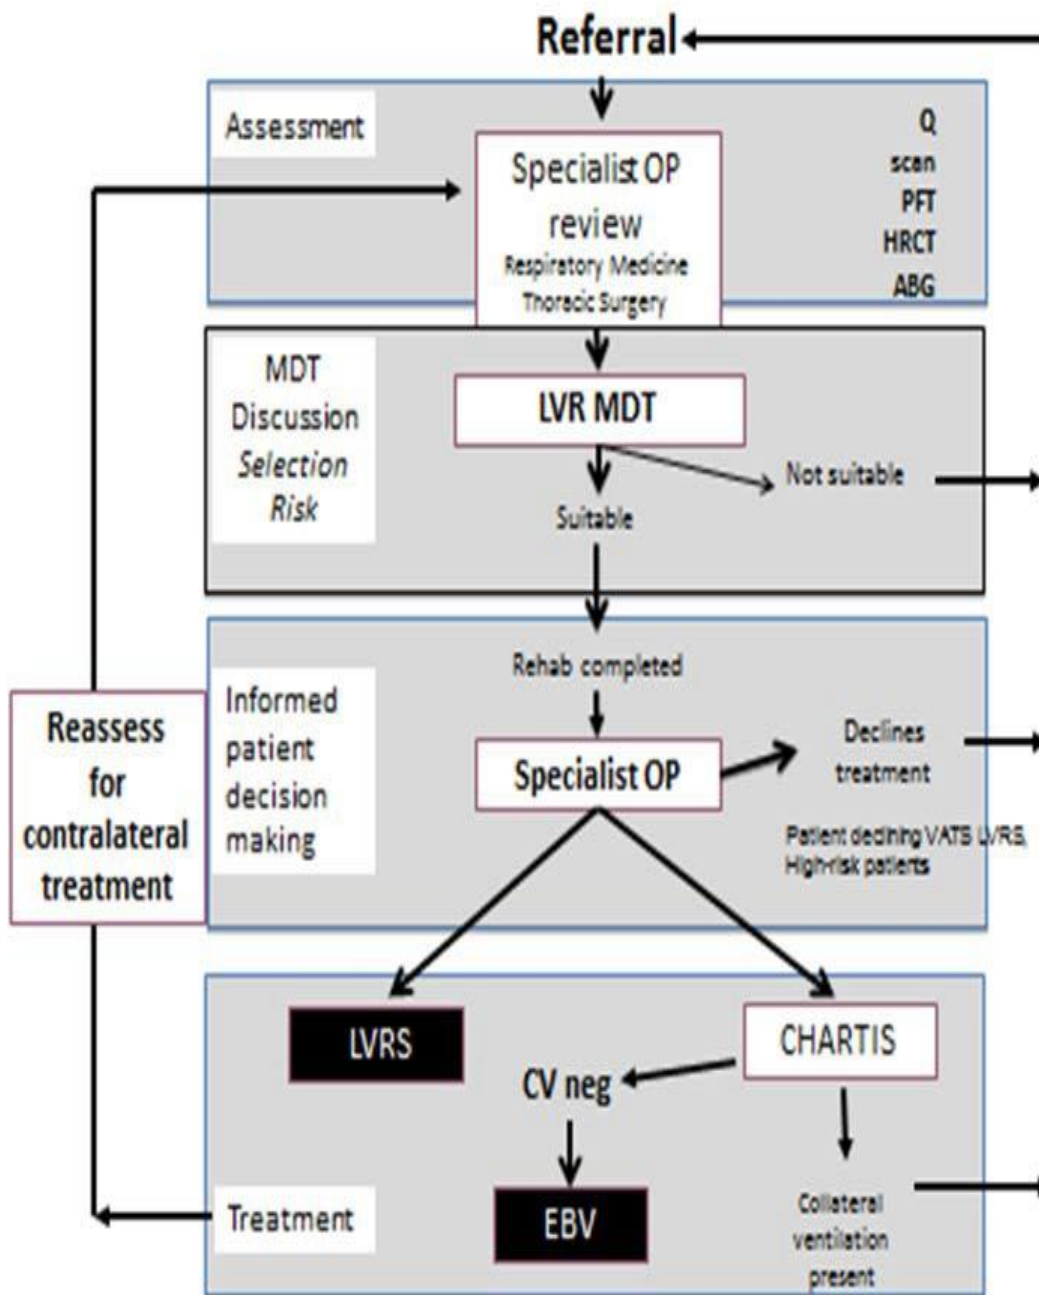 Referral
Assessment
Specialist OP
review
Respiratory Medicine
Thoracic Surgery
Q
scan
PFT
HRCT
ABG
MDT
Discussion
Selection
Risk
LVR MDT
Not suitable
Suitable
Rehab completed
Informed
patient
decision
making
Specialist OP
Declines
treatment
Patient declining VATS LVRS,
High-risk patients
Reassess
for
contralateral
treatment
LVRS
CHARTIS
CV neg
EBV
Collateral
ventilation
present
Treatment